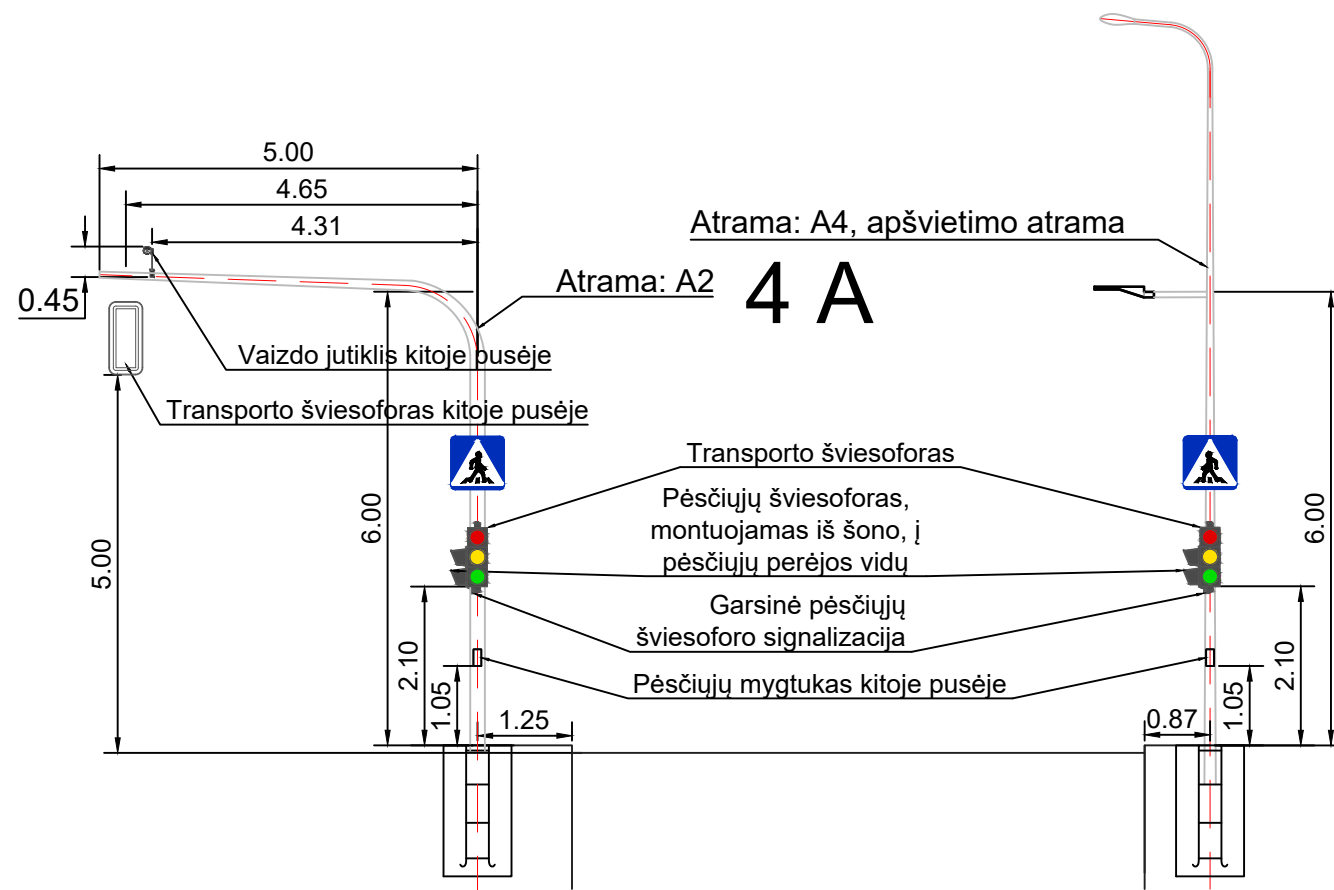 5.00
4.65
4.31
0.45
Atrama: A2
Atrama: A4, apšvietimo atrama
4 A
Vaizdo jutiklis kitoje pusėje
Transporto šviesoforas kitoje pusėje
Transporto šviesoforas
Pėsčiųjų šviesoforas,
montuojamas iš šono, į
pėsčiųjų perėjos vidų
Garsinė pėsčiųjų
šviesoforo signalizacija
Pėsčiųjų mygtukas kitoje pusėje
5.00
6.00
2.10
1.05
1.25
0.87
1.05
2.10
6.00